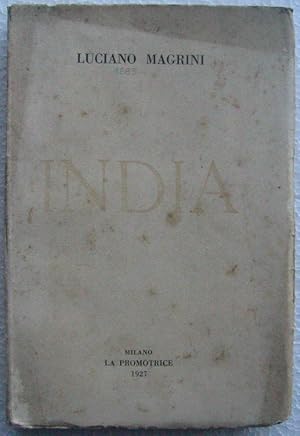 LUCIANO MAGRINI
INDIA
MILANO
LA PROMOTRICE
1927